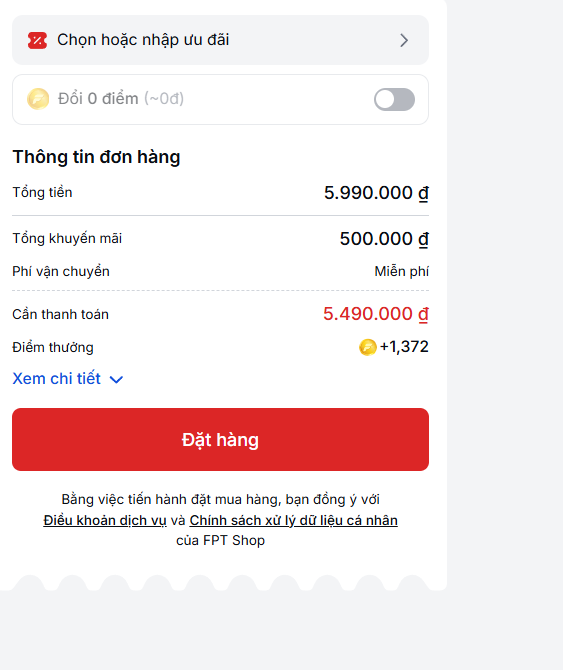 Chọn hoặc nhập ưu đãi
Đổi 0 điểm (~0đ)
Thông tin đơn hàng
Tổng tiền 5.990.000 ₫
Tổng khuyến mãi 500.000 ₫
Phí vận chuyển Miễn phí
Cần thanh toán 5.490.000 ₫
Điểm thưởng +1,372
Xem chi tiết
Đặt hàng
Bằng việc tiến hành đặt mua hàng, bạn đồng ý với
Điều khoản dịch vụ và Chính sách xử lý dữ liệu cá nhân
của FPT Shop